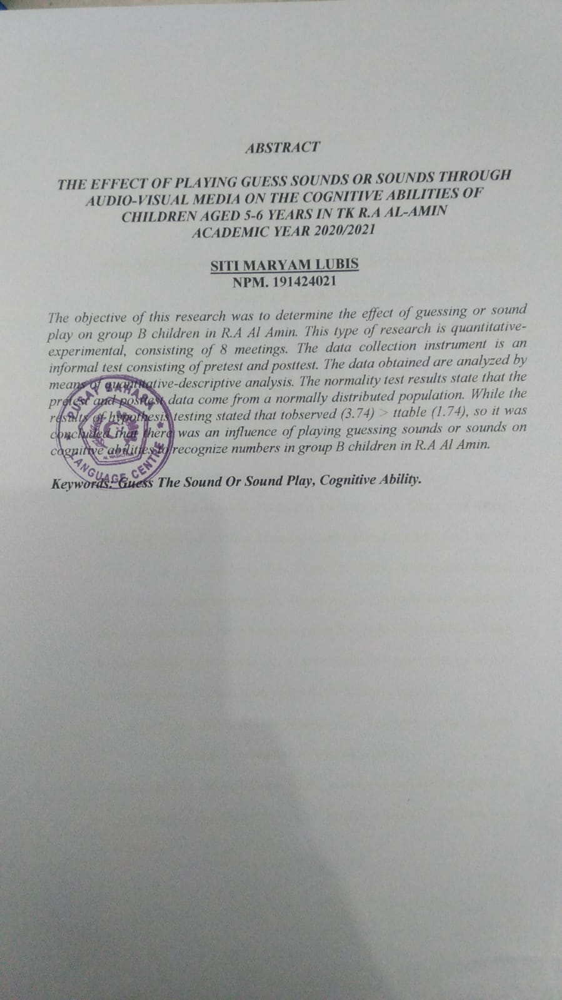 ABSTRACT
THE EFFECT OF PLAYING GUESS SOUNDS OR SOUNDS THROUGH
AUDIO-VISUAL MEDIA ON THE COGNITIVE ABILITIES OF
CHILDREN AGED 5-6 YEARS IN TK R.A AL-AMIN
ACADEMIC YEAR 2020/2021
SITI MARYAM LUBIS
NPM. 191424021
The objective of this research was to determine the effect of guessing or sound
play on group B children in R.A Al Amin. This type of research is quantitative-
experimental, consisting of 8 meetings. The data collection instrument is an
informal test consisting of pretest and posttest. The data obtained are analyzed by
means of quantitative-descriptive analysis. The normality test results state that the
pretest and posttest data come from a normally distributed population. While the
results of hypothesis testing stated that tobserved (3.74) > ttable (1.74), so it was
concluded that there was an influence of playing guessing sounds or sounds on
cognitive abilities to recognize numbers in group B children in R.A Al Amin.
Keywords: Guess The Sound Or Sound Play, Cognitive Ability.
PUSAT BAHASA
LANGUAGE CENTRE